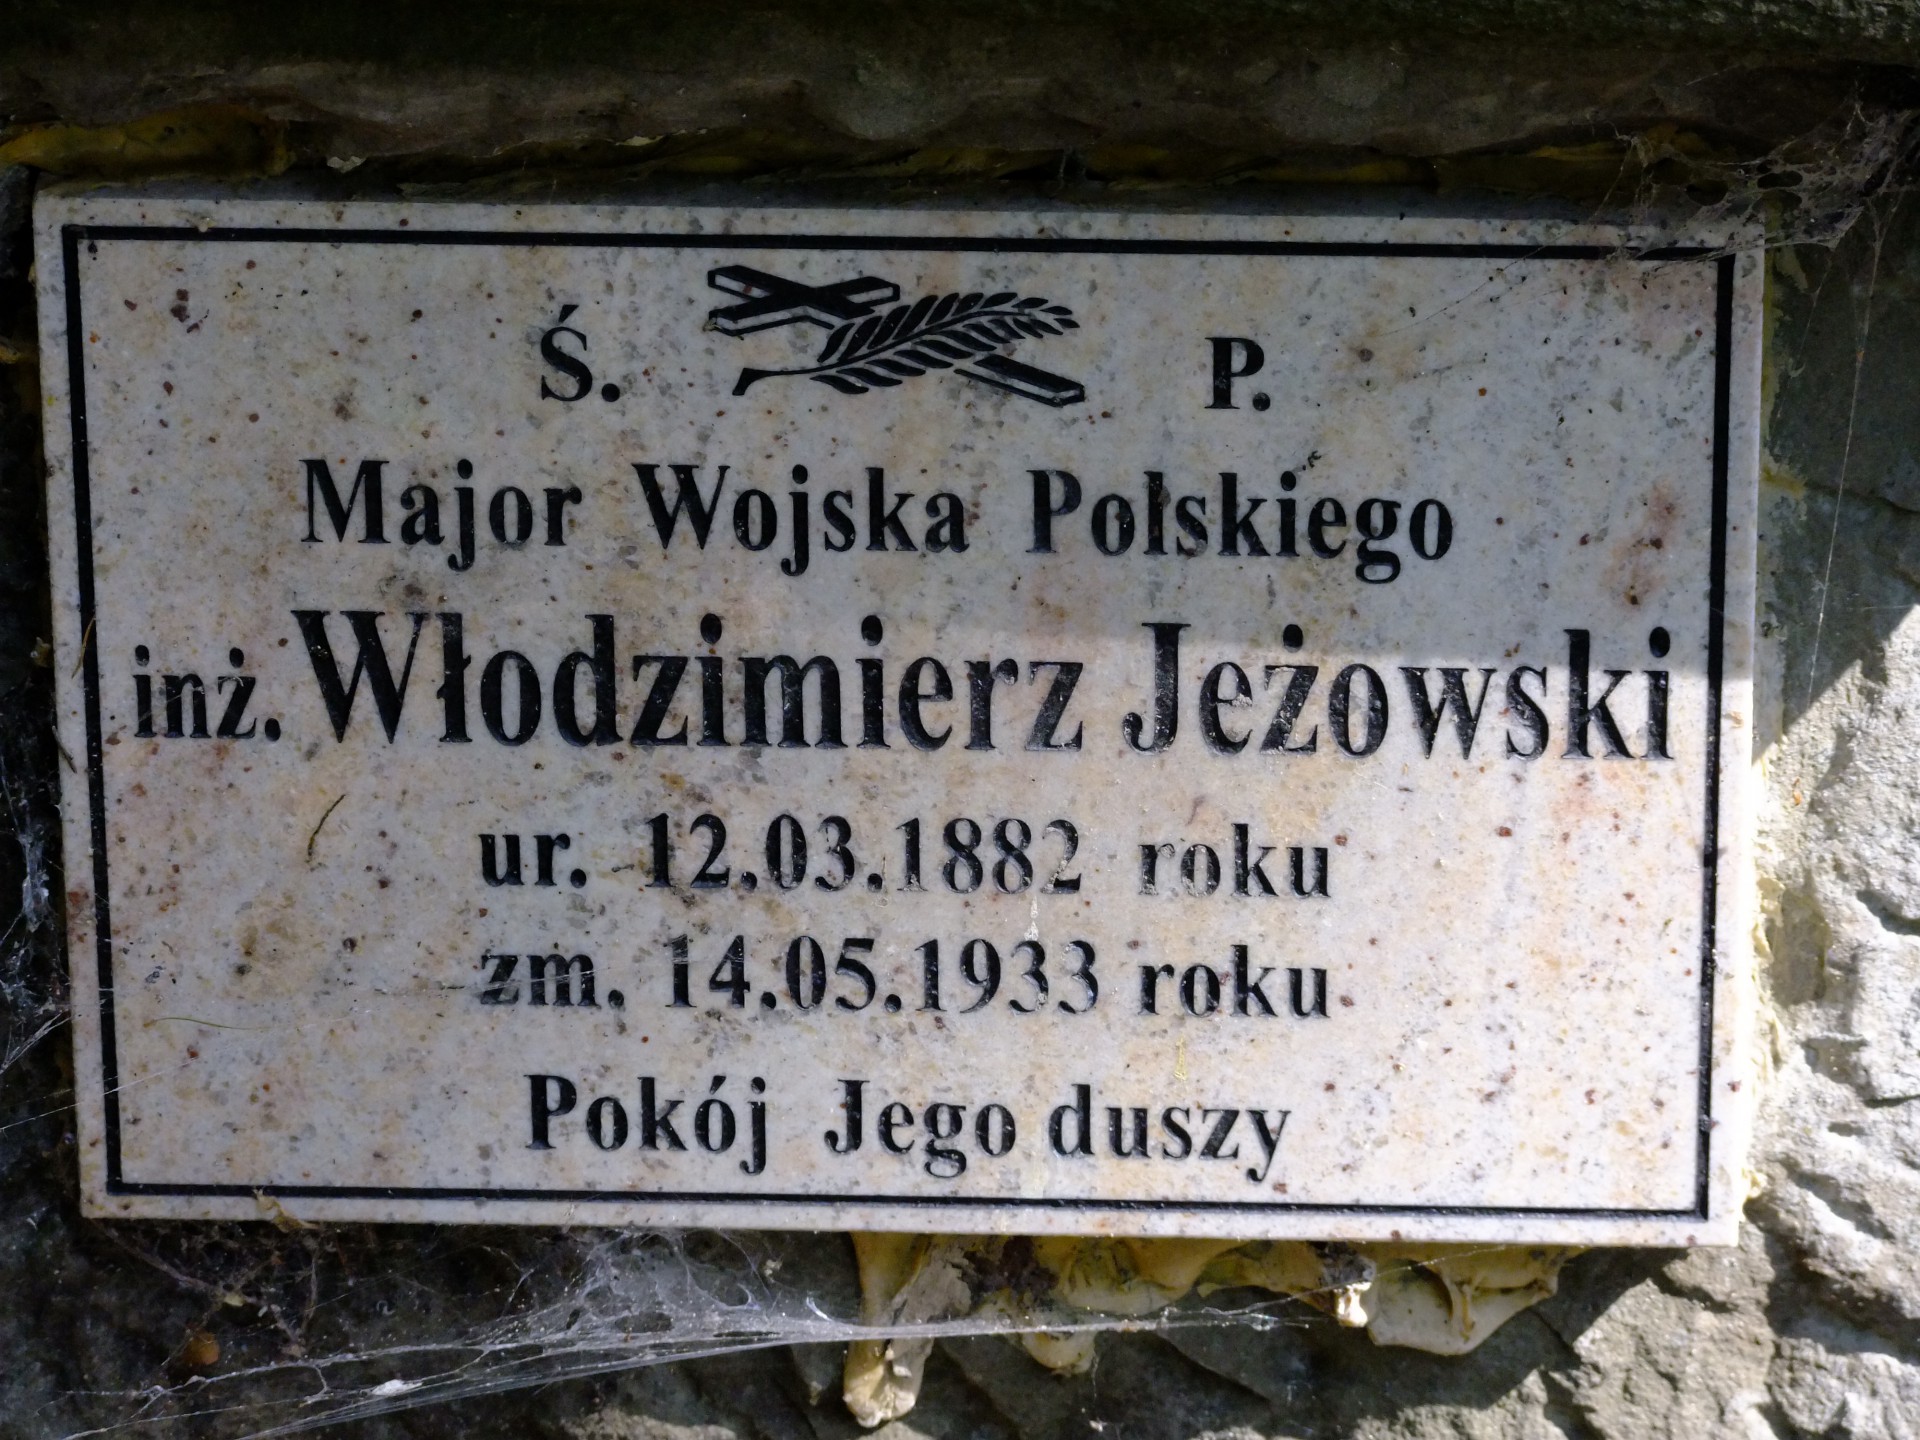 Ś. P.
Major Wojska Polskiego
inż. Włodzimierz Jeżowski
ur. 12.03.1882 roku
zm. 14.05.1933 roku
Pokój Jego duszy